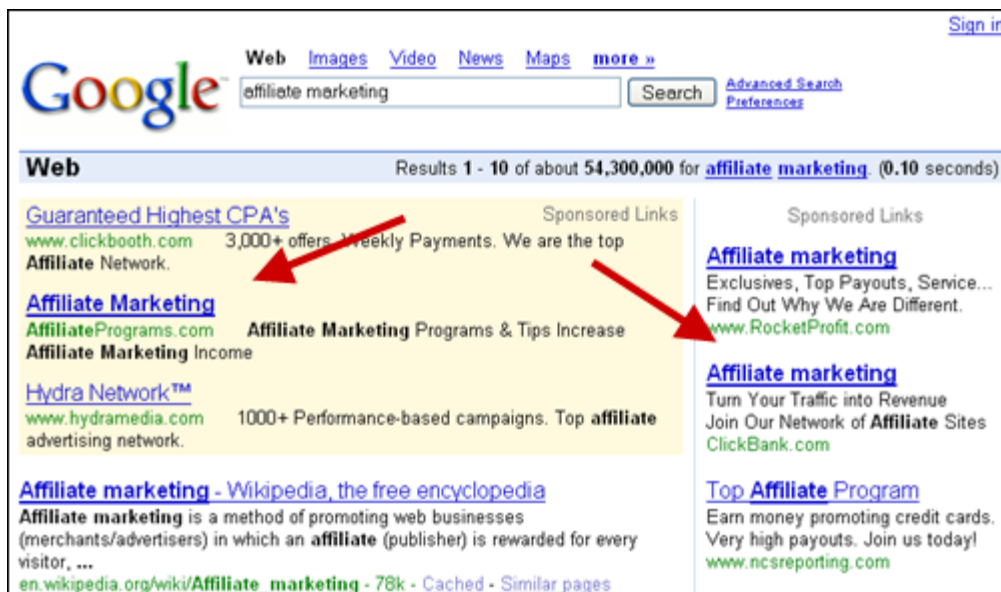 Sign in
Web Images Video News Maps more »
Google™
affiliate marketing Search Advanced Search
Preferences
Web Results 1 - 10 of about 54,300,000 for affiliate marketing. (0.10 seconds)
Guaranteed Highest CPA's Sponsored Links
www.clickbooth.com 3,000+ offers. Weekly Payments. We are the top
Affiliate Network.
Affiliate Marketing
AffiliatePrograms.com Affiliate Marketing Programs & Tips Increase
Affiliate Marketing Income
Hydra Network™
www.hydramedia.com 1000+ Performance-based campaigns. Top affiliate
advertising network.
Affiliate marketing - Wikipedia, the free encyclopedia
Affiliate marketing is a method of promoting web businesses
(merchants/advertisers) in which an affiliate (publisher) is rewarded for every
visitor, ...
en.wikipedia.org/wiki/Affiliate_marketing - 78k - Cached - Similar pages
Sponsored Links
Affiliate marketing
Exclusives, Top Payouts, Service...
Find Out Why We Are Different.
www.RocketProfit.com
Affiliate marketing
Turn Your Traffic into Revenue
Join Our Network of Affiliate Sites
ClickBank.com
Top Affiliate Program
Earn money promoting credit cards.
Very high payouts. Join us today!
www.ncsreporting.com